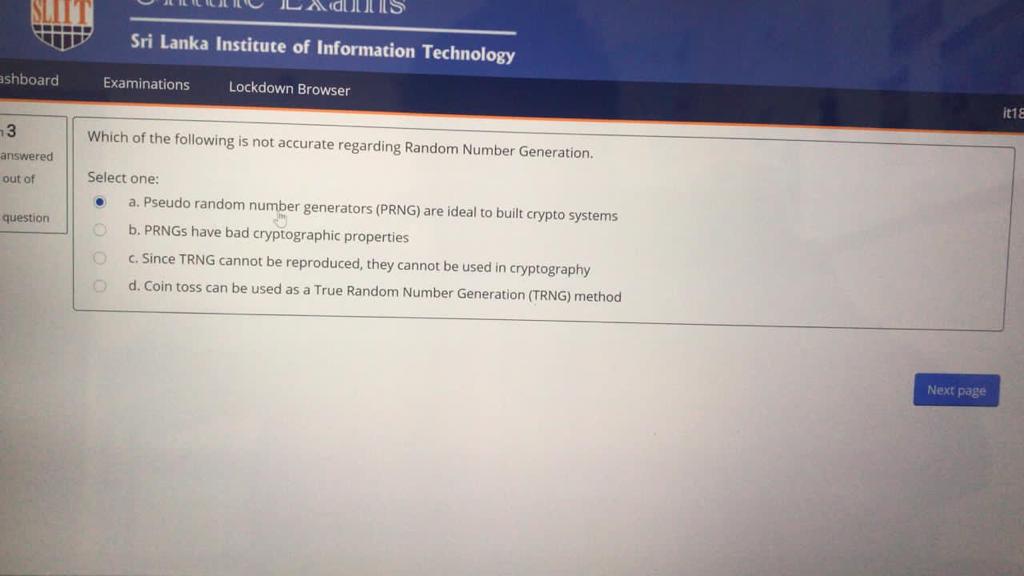 SLIIT
Online Exams
Sri Lanka Institute of Information Technology
ashboard
Examinations
Lockdown Browser
it18
3
answered
out of
question
Which of the following is not accurate regarding Random Number Generation.
Select one:
a. Pseudo random number generators (PRNG) are ideal to built crypto systems
b. PRNGs have bad cryptographic properties
c. Since TRNG cannot be reproduced, they cannot be used in cryptography
d. Coin toss can be used as a True Random Number Generation (TRNG) method
Next page